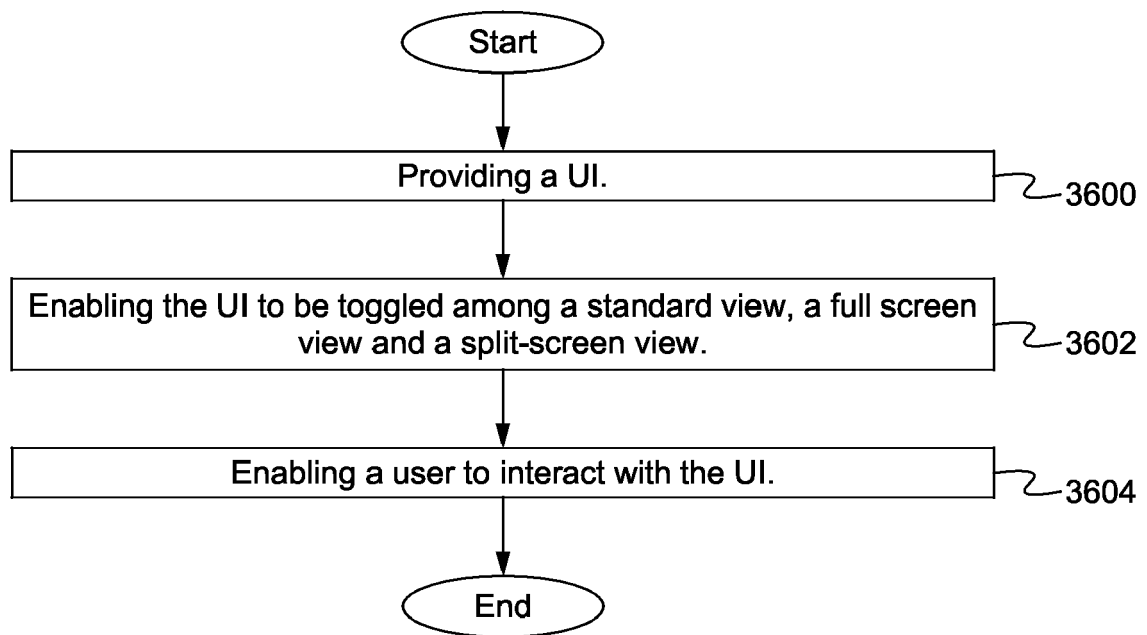 Start
Providing a UI.
3600
Enabling the UI to be toggled among a standard view, a full screen
view and a split-screen view.
3602
Enabling a user to interact with the UI.
3604
End